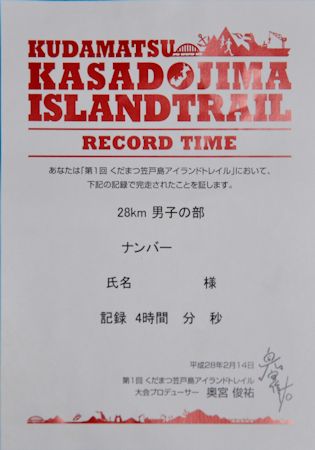 KUDAMATSU
KASADOJIMA
ISLANDTRAIL
RECORD TIME
あなたは「第1回 くだまつ笠戸島アイランドトレイル」において、
下記の記録で完走されたことを証します。
28km 男子の部
ナンバー
氏名 様
記録 4時間 分 秒
平成28年2月14日
第1回 くだまつ笠戸島アイランドトレイル
大会プロデューサー 奥宮 俊祐